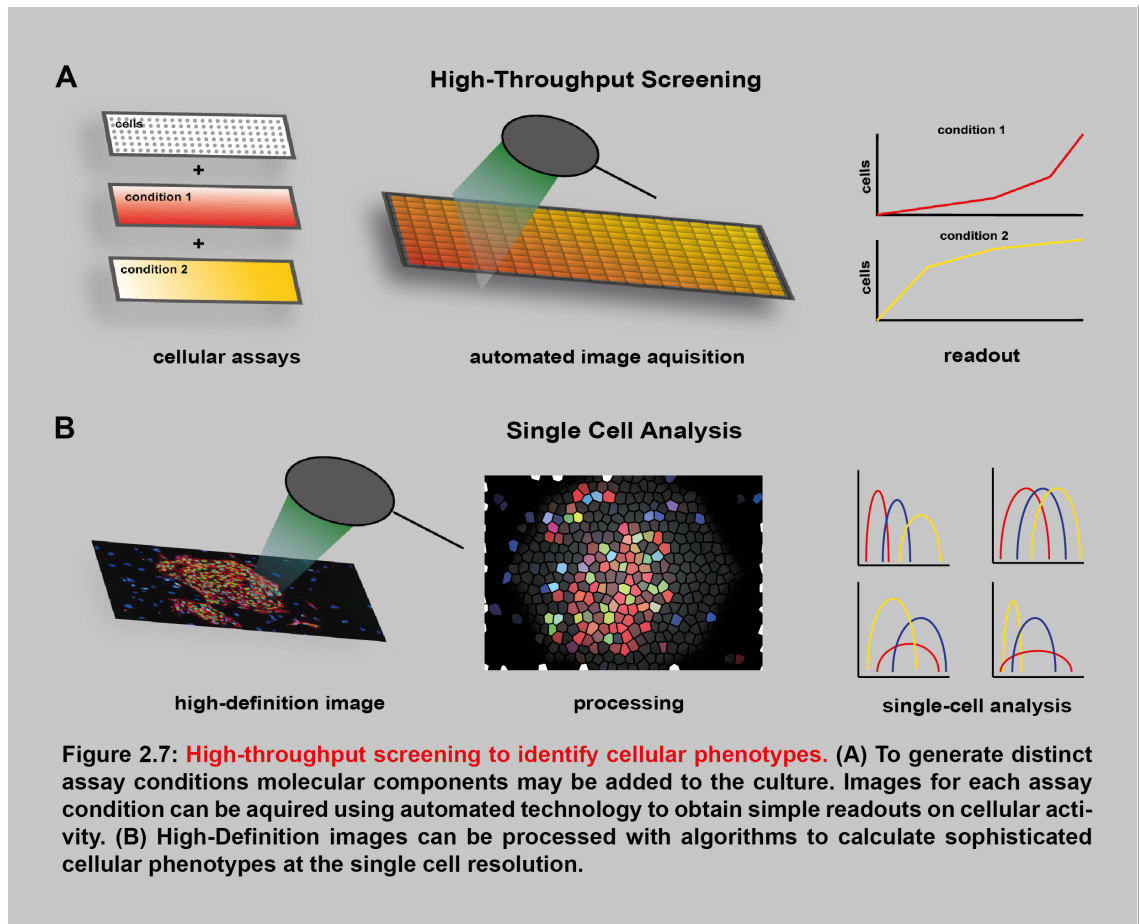 A
High-Throughput Screening
cells
+
condition 1
+
condition 2
cellular assays
automated image aquisition
condition 1
cells
condition 2
cells
readout
B
Single Cell Analysis
high-definition image
processing
single-cell analysis
Figure 2.7: High-throughput screening to identify cellular phenotypes. (A) To generate distinct
assay conditions molecular components may be added to the culture. Images for each assay
condition can be aquired using automated technology to obtain simple readouts on cellular acti-
vity. (B) High-Definition images can be processed with algorithms to calculate sophisticated
cellular phenotypes at the single cell resolution.